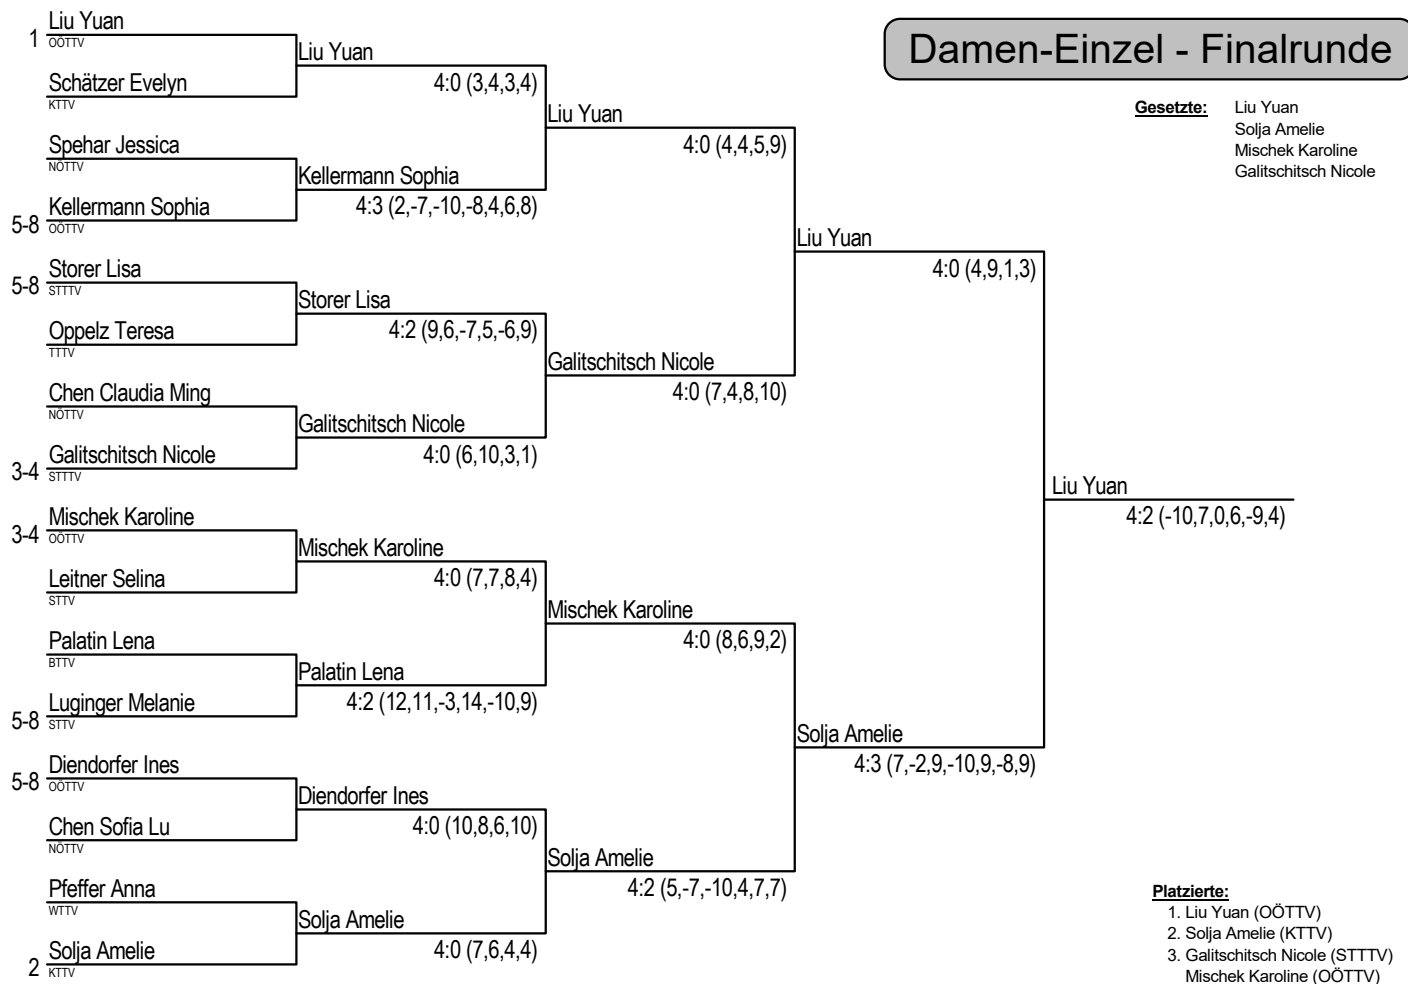 Damen-Einzel - Finalrunde
Gesetzte: Liu Yuan
Solja Amelie
Mischek Karoline
Galitschitsch Nicole
1 Liu Yuan
OÖTTV
Schätzer Evelyn
KTTV
Spehar Jessica
NÖTTV
5-8 Kellermann Sophia
OÖTTV
5-8 Storer Lisa
STTTV
Oppelz Teresa
TTTV
Chen Claudia Ming
NÖTTV
3-4 Galitschitsch Nicole
STTTV
3-4 Mischek Karoline
OÖTTV
Leitner Selina
STTV
Palatin Lena
BTTV
5-8 Luginger Melanie
STTV
5-8 Diendorfer Ines
OÖTTV
Chen Sofia Lu
NÖTTV
Pfeffer Anna
WTTV
2 Solja Amelie
KTTV
Liu Yuan
4:0 (3,4,3,4)
Kellermann Sophia
4:3 (2,-7,-10,-8,4,6,8)
Storer Lisa
4:2 (9,6,-7,5,-6,9)
Galitschitsch Nicole
4:0 (6,10,3,1)
Mischek Karoline
4:0 (7,7,8,4)
Palatin Lena
4:2 (12,11,-3,14,-10,9)
Diendorfer Ines
4:0 (10,8,6,10)
Solja Amelie
4:0 (7,6,4,4)
Liu Yuan
4:0 (4,4,5,9)
Galitschitsch Nicole
4:0 (7,4,8,10)
Mischek Karoline
4:0 (8,6,9,2)
Solja Amelie
4:2 (5,-7,-10,4,7,7)
Liu Yuan
4:0 (4,9,1,3)
Solja Amelie
4:3 (7,-2,9,-10,9,-8,9)
Liu Yuan
4:2 (-10,7,0,6,-9,4)
Platzierte:
1. Liu Yuan (OÖTTV)
2. Solja Amelie (KTTV)
3. Galitschitsch Nicole (STTTV)
Mischek Karoline (OÖTTV)